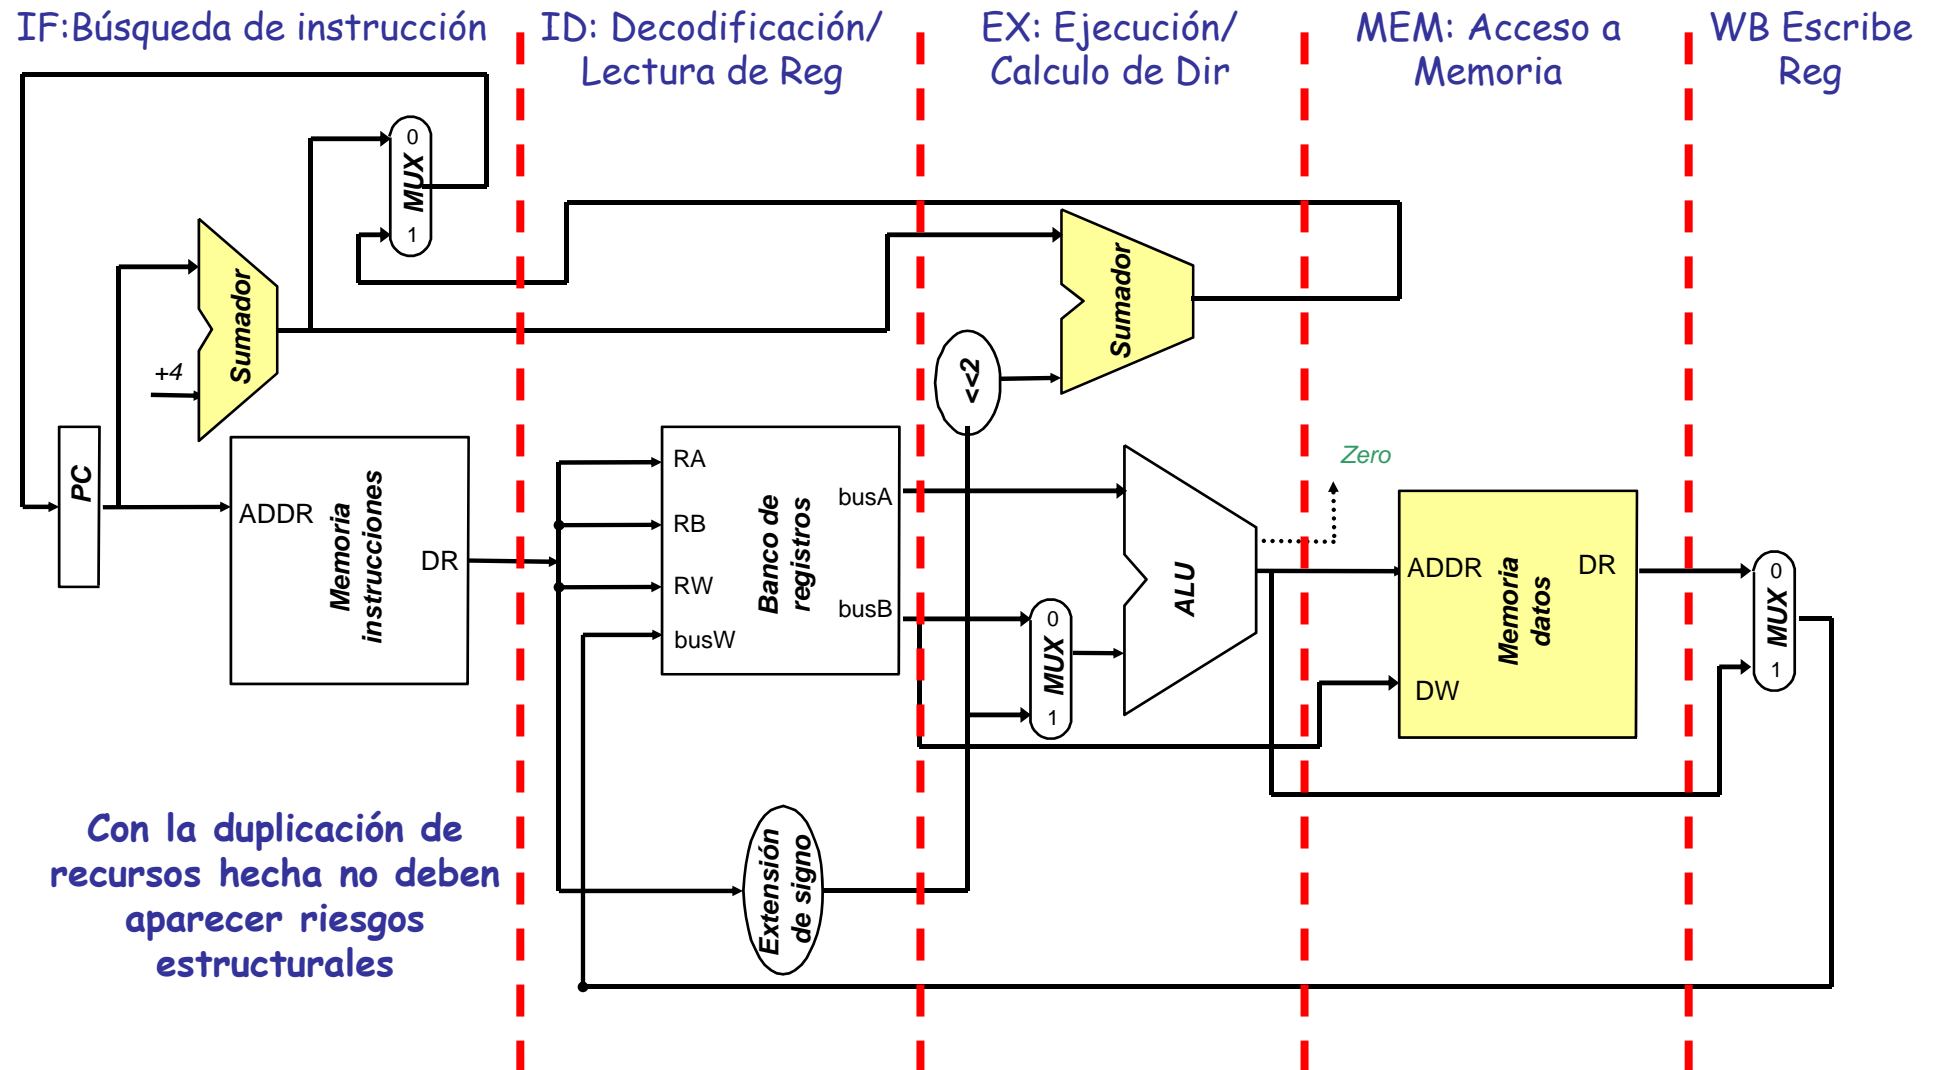 IF:Búsqueda de instrucción
ID: Decodificación/
Lectura de Reg
EX: Ejecución/
Calculo de Dir
MEM: Acceso a
Memoria
WB Escribe
Reg
0
MUX
1
Sumador
+4
Sumador
<<2
PC
ADDR
Memoria
instrucciones
DR
RA
RB
RW
busW
Banco de
registros
busA
busB
0
MUX
1
ALU
Zero
ADDR
DW
Memoria
datos
DR
0
MUX
1
Extensión
de signo
Con la duplicación de
recursos hecha no deben
aparecer riesgos
estructurales